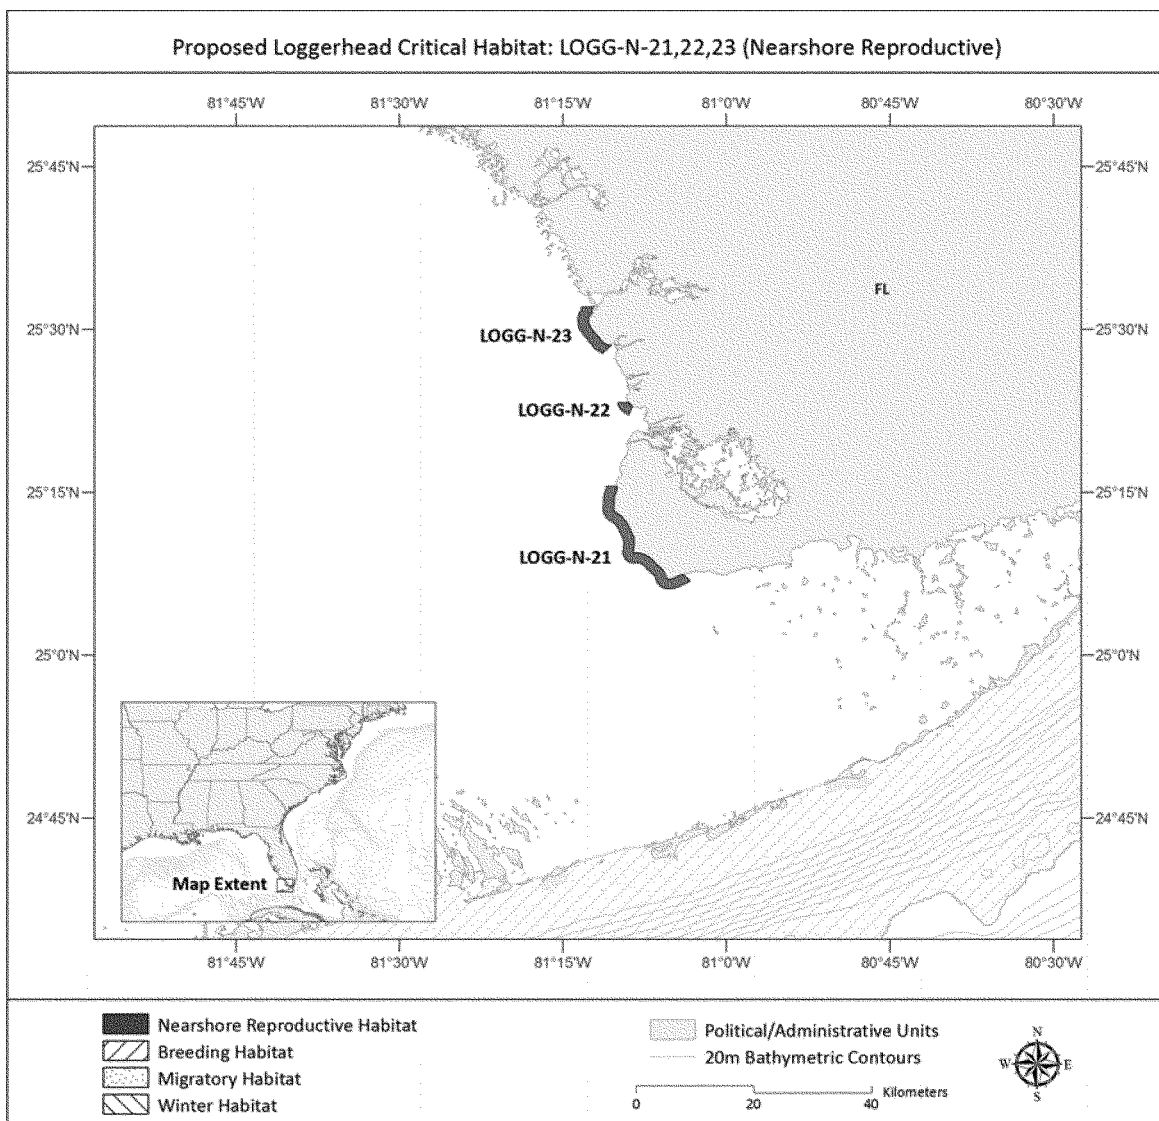 Proposed Loggerhead Critical Habitat: LOGG-N-21,22,23 (Nearshore Reproductive)
81°45'W 81°30'W 81°15'W 81°0'W 80°45'W 80°30'W
25°45'N 25°45'N
FL
25°30'N 25°30'N
LOGG-N-23
LOGG-N-22
25°15'N 25°15'N
LOGG-N-21
25°0'N 25°0'N
24°45'N 24°45'N
Map Extent
81°45'W 81°30'W 81°15'W 81°0'W 80°45'W 80°30'W
Nearshore Reproductive Habitat
Breeding Habitat
Migratory Habitat
Winter Habitat
Political/Administrative Units
20m Bathymetric Contours
Kilometers
0 20 40
N
W E
S